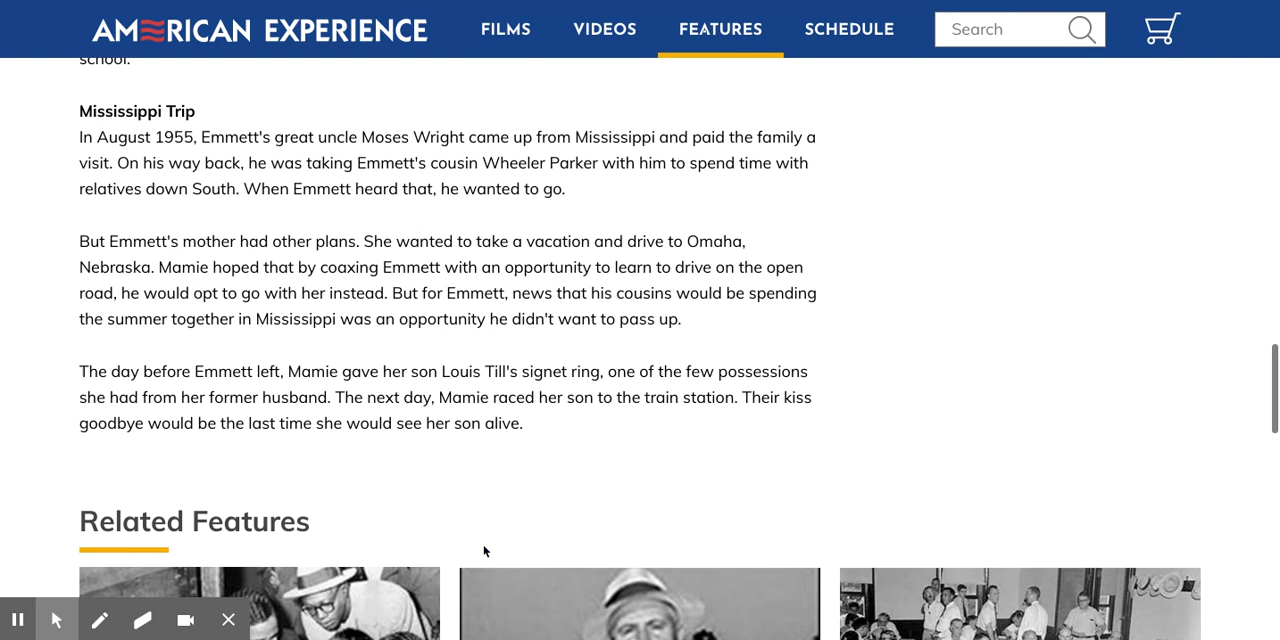 AMERICAN EXPERIENCE
FILMS
VIDEOS
FEATURES
SCHEDULE
Search
school.
Mississippi Trip
In August 1955, Emmett's great uncle Moses Wright came up from Mississippi and paid the family a
visit. On his way back, he was taking Emmett's cousin Wheeler Parker with him to spend time with
relatives down South. When Emmett heard that, he wanted to go.
But Emmett's mother had other plans. She wanted to take a vacation and drive to Omaha,
Nebraska. Mamie hoped that by coaxing Emmett with an opportunity to learn to drive on the open
road, he would opt to go with her instead. But for Emmett, news that his cousins would be spending
the summer together in Mississippi was an opportunity he didn't want to pass up.
The day before Emmett left, Mamie gave her son Louis Till's signet ring, one of the few possessions
she had from her former husband. The next day, Mamie raced her son to the train station. Their kiss
goodbye would be the last time she would see her son alive.
Related Features